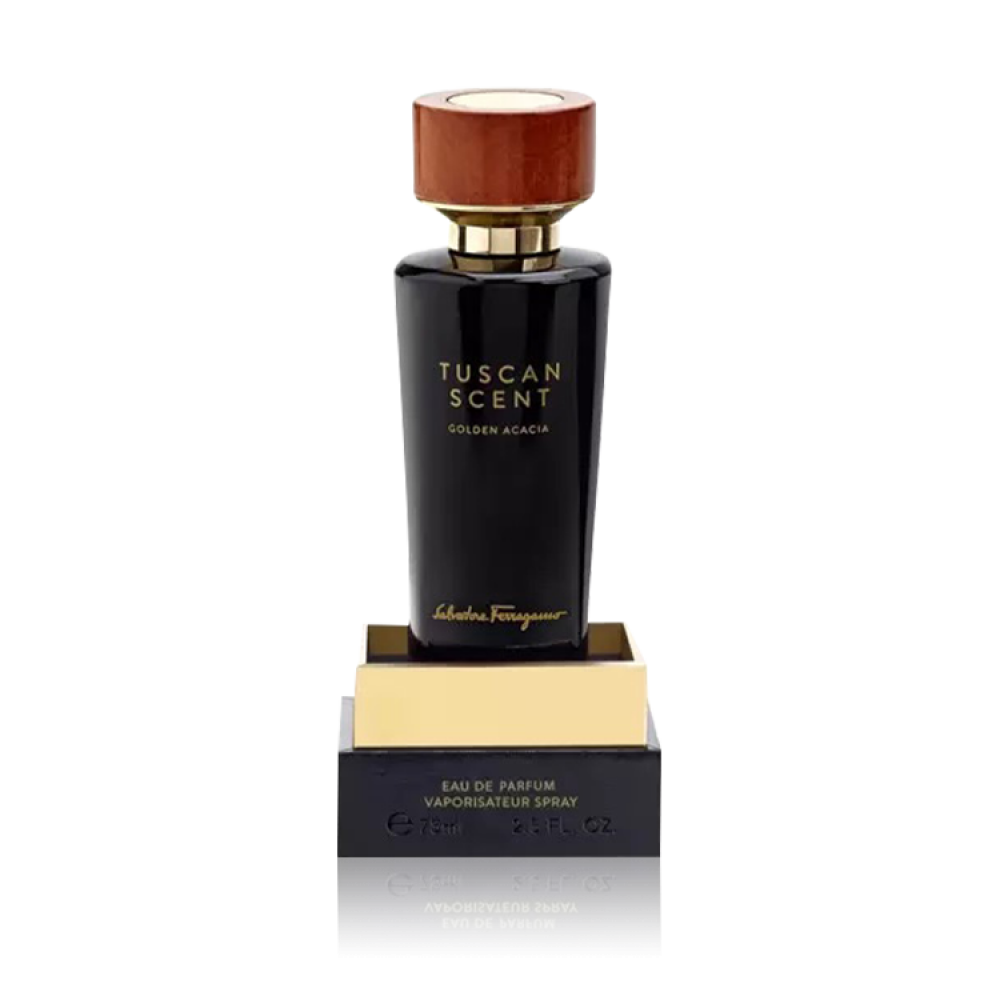 TUSCAN
SCENT
GOLDEN ACACIA
Salvatore Ferragamo
EAU DE PARFUM
VAPORISATEUR SPRAY
℮ 75ml 2.5 FL. OZ.